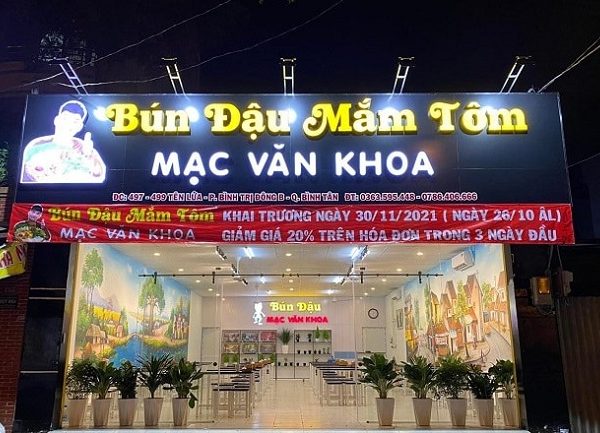 Bún Đậu Mắm Tôm
MẠC VĂN KHOA
ĐC: 497 - 499 TÊN LỬA - P. BÌNH TRỊ ĐÔNG B - Q. BÌNH TÂN ĐT: 0363.595.448 - 0786.406.666
Bún Đậu Mắm Tôm KHAI TRƯƠNG NGÀY 30/11/2021 ( NGÀY 26/10 ÂL)
MẠC VĂN KHOA GIẢM GIÁ 20% TRÊN HÓA ĐƠN TRONG 3 NGÀY ĐẦU
Bún Đậu
MẠC VĂN KHOA